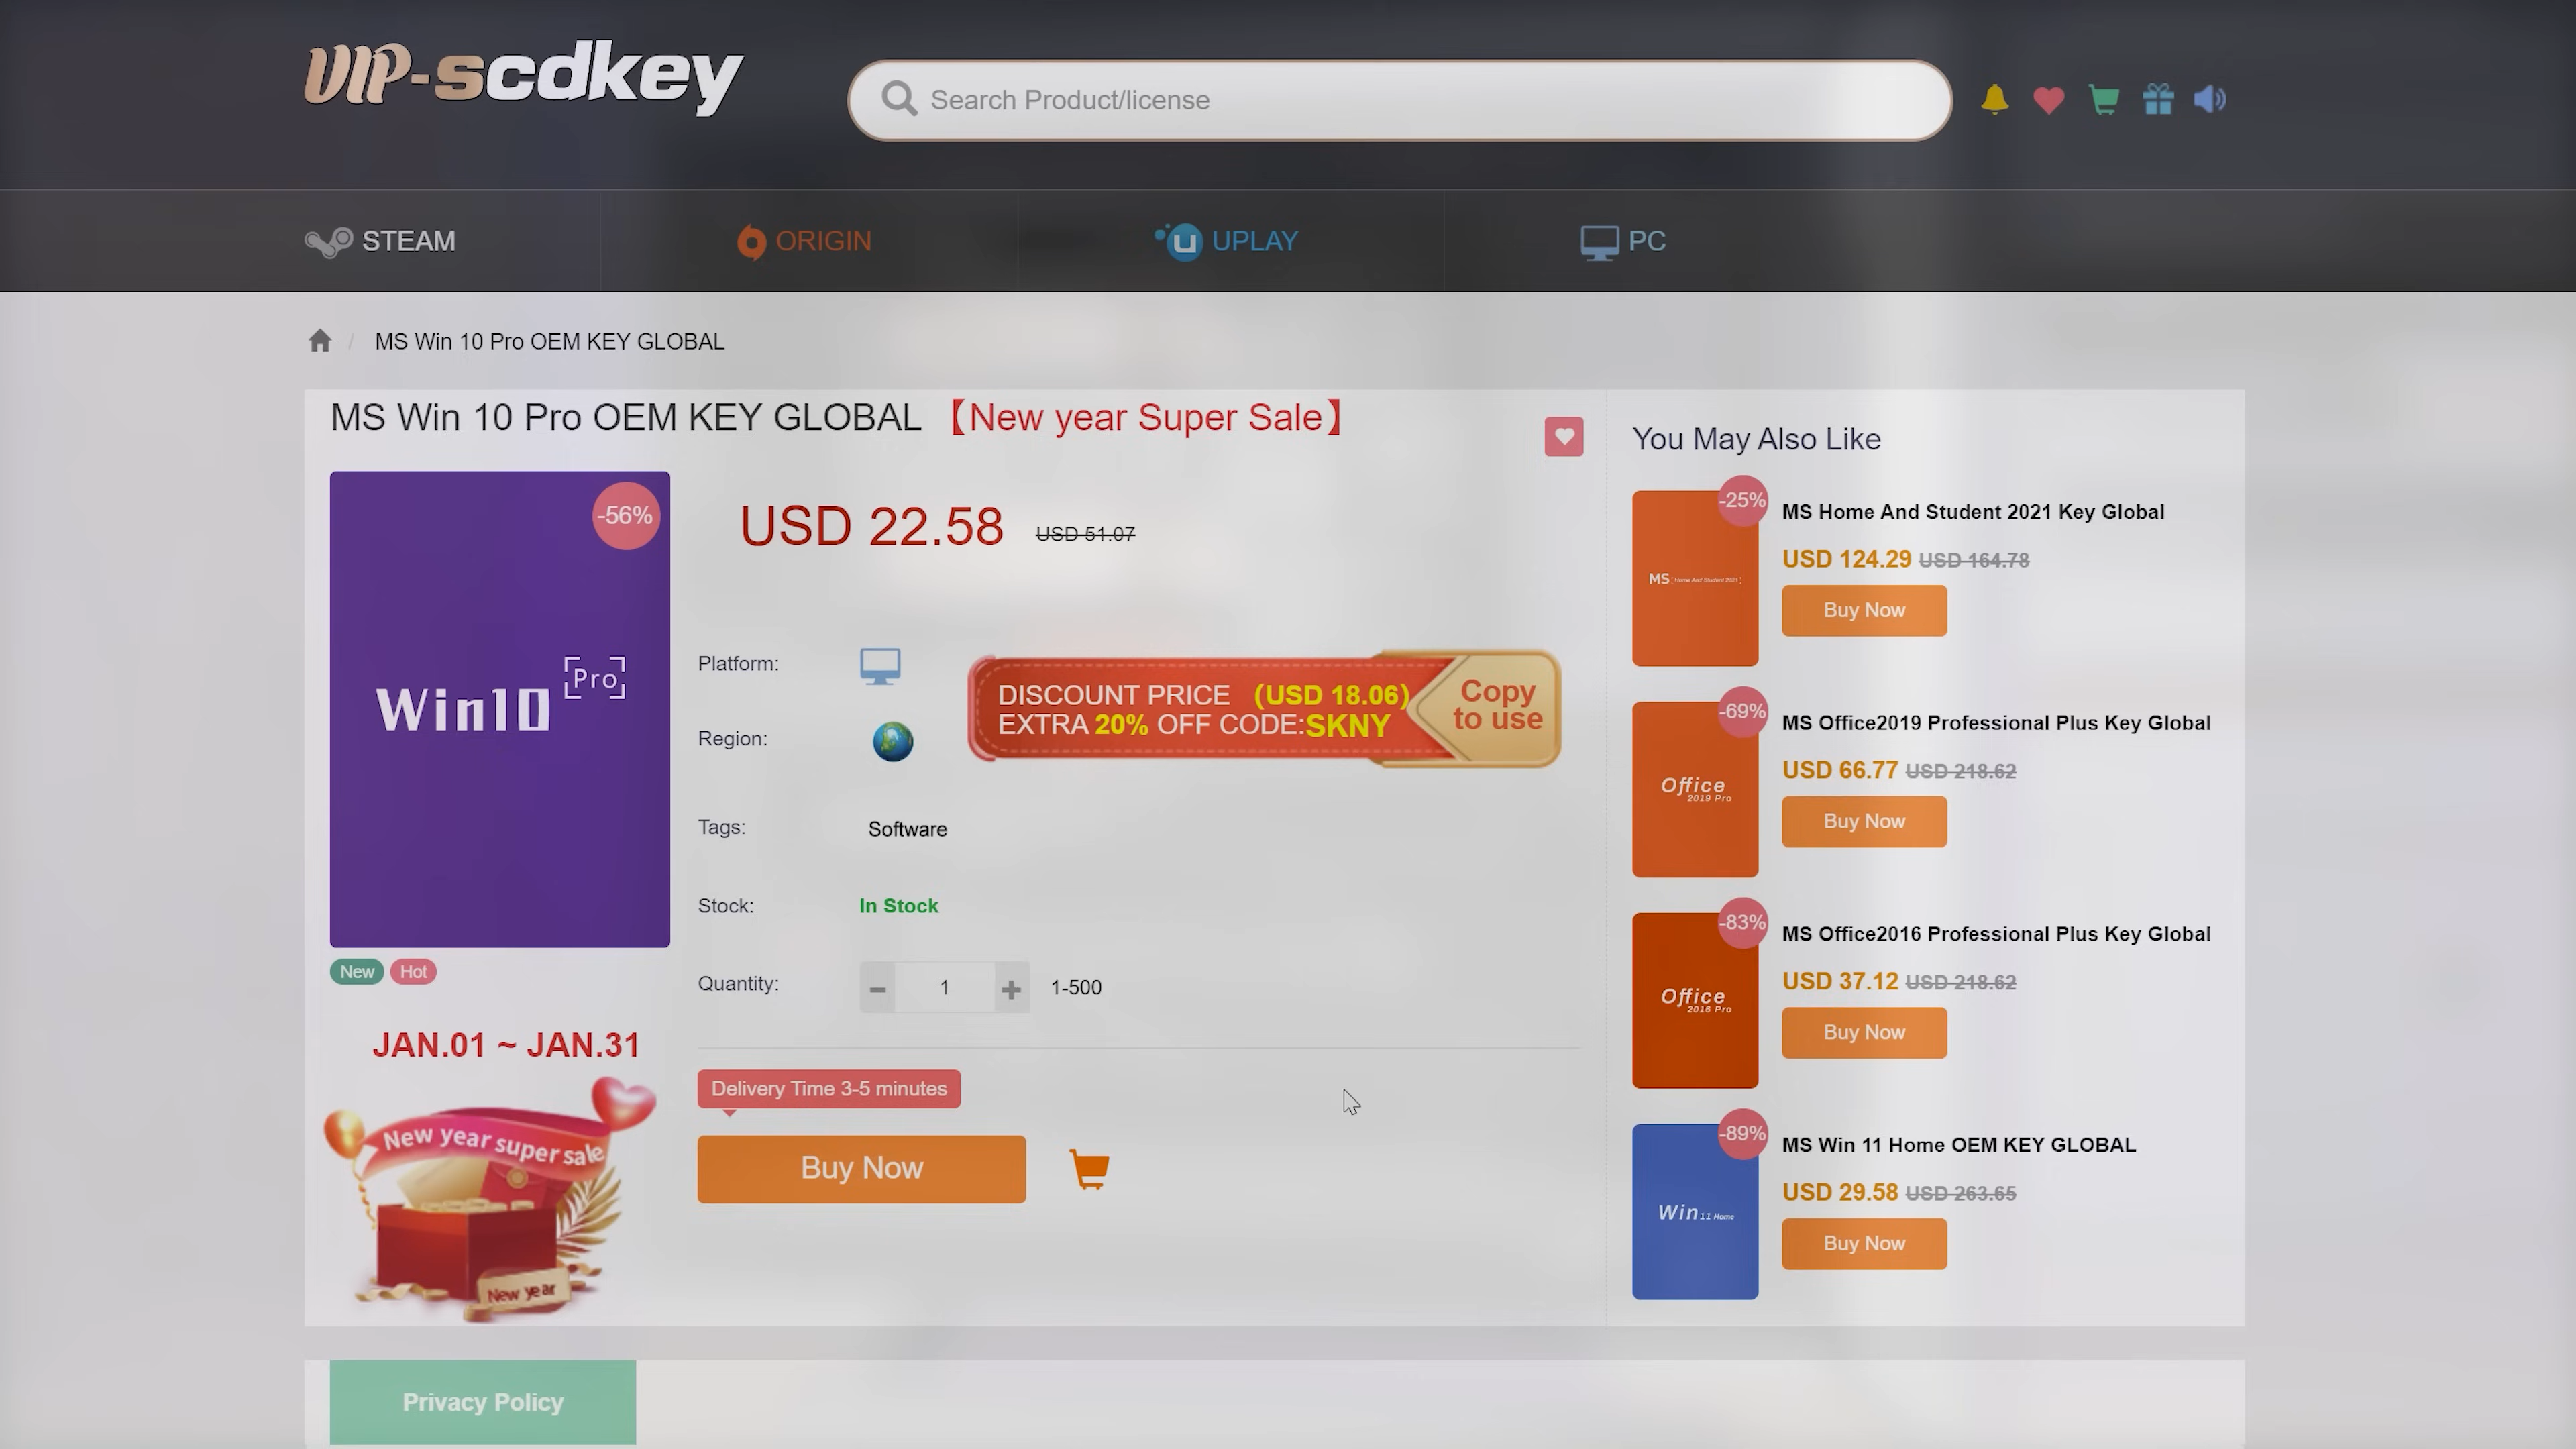 VIP-scdkey
Search Product/license
STEAM
ORIGIN
UPLAY
PC
/ MS Win 10 Pro OEM KEY GLOBAL
MS Win 10 Pro OEM KEY GLOBAL 【New year Super Sale】
-56%
Win10 Pro
New Hot
JAN.01 ~ JAN.31
New year super sale
New year
USD 22.58 USD 51.07
Platform:
DISCOUNT PRICE (USD 18.06)
EXTRA 20% OFF CODE:SKNY
Copy
to use
Region:
Tags: Software
Stock: In Stock
Quantity: − 1 + 1-500
Delivery Time 3-5 minutes
Buy Now
You May Also Like
-25%
MS [Home And Student 2021]
MS Home And Student 2021 Key Global
USD 124.29 USD 164.78
Buy Now
-69%
Office
2019 Pro
MS Office2019 Professional Plus Key Global
USD 66.77 USD 218.62
Buy Now
-83%
Office
2016 Pro
MS Office2016 Professional Plus Key Global
USD 37.12 USD 218.62
Buy Now
-89%
Win 11 Home
MS Win 11 Home OEM KEY GLOBAL
USD 29.58 USD 263.65
Buy Now
Privacy Policy